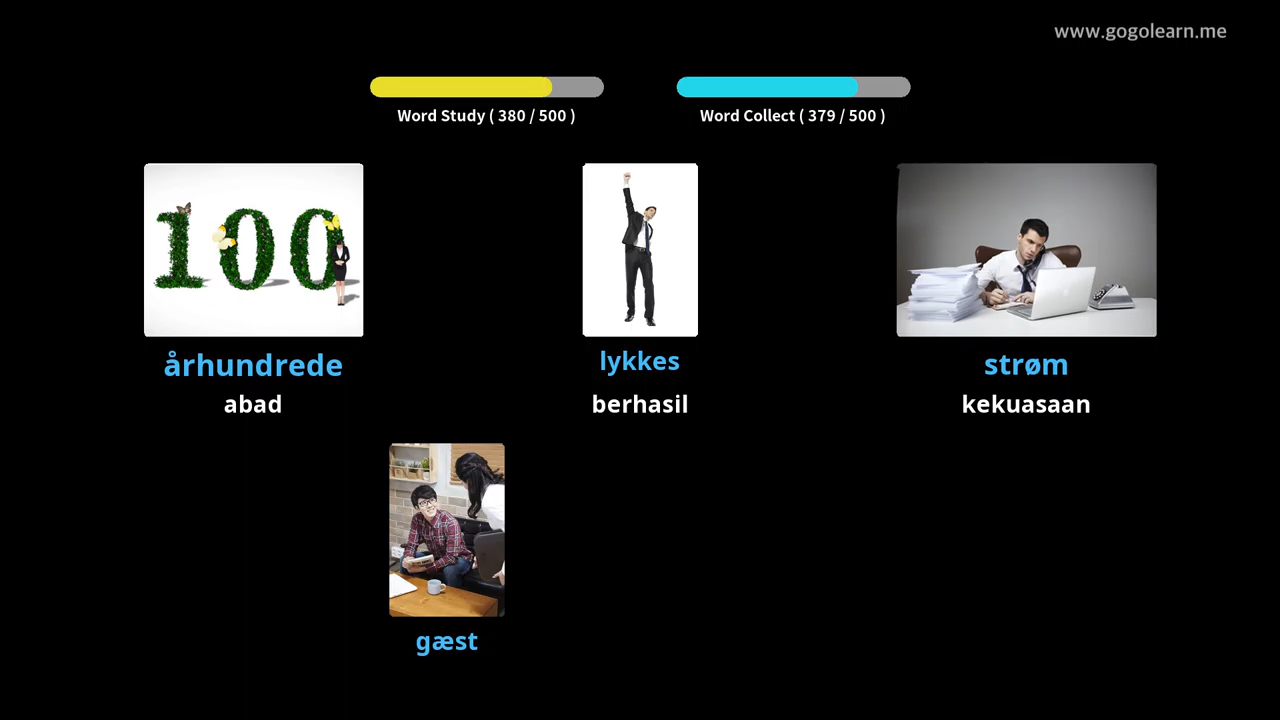 www.gogolearn.me
Word Study ( 380 / 500 )
Word Collect ( 379 / 500 )
100
århundrede
lykkes
strøm
abad
berhasil
kekuasaan
gæst